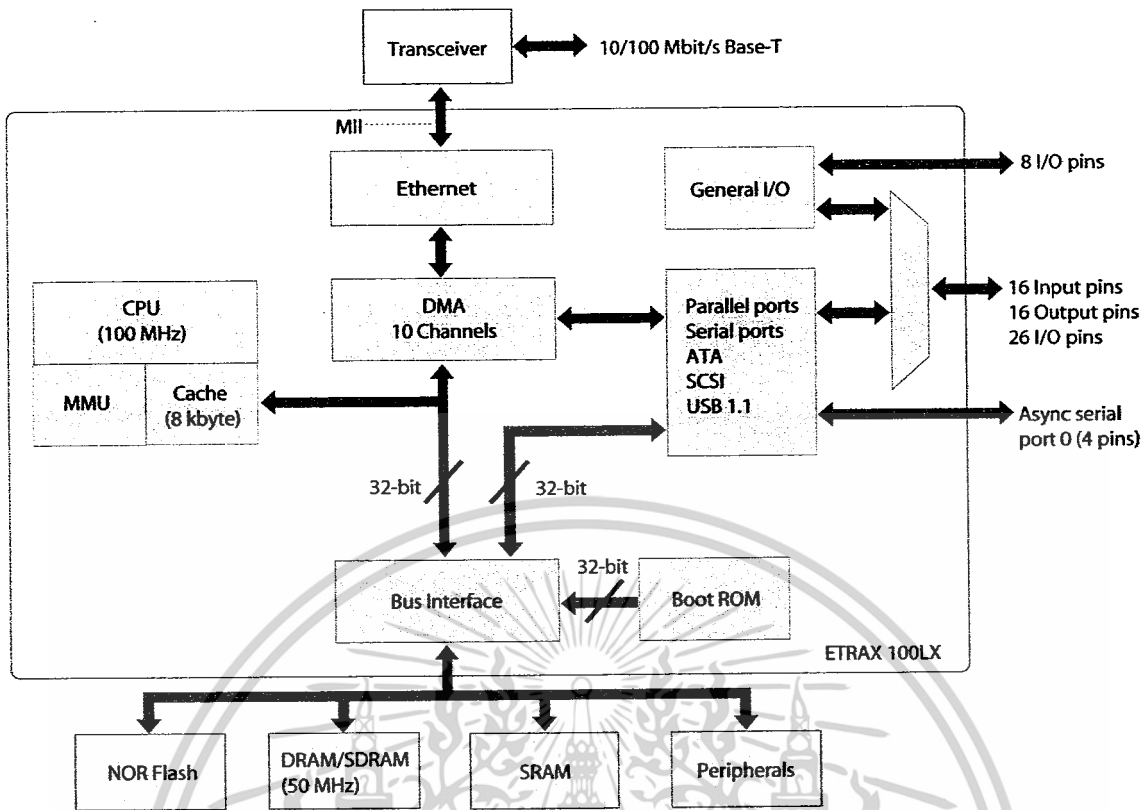 Transceiver
10/100 Mbit/s Base-T
MII
Ethernet
General I/O
8 I/O pins
CPU
(100 MHz)
MMU
Cache
(8 kbyte)
DMA
10 Channels
Parallel ports
Serial ports
ATA
SCSI
USB 1.1
16 Input pins
16 Output pins
26 I/O pins
Async serial
port 0 (4 pins)
32-bit
32-bit
Bus Interface
32-bit
Boot ROM
ETRAX 100LX
NOR Flash
DRAM/SDRAM
(50 MHz)
SRAM
Peripherals